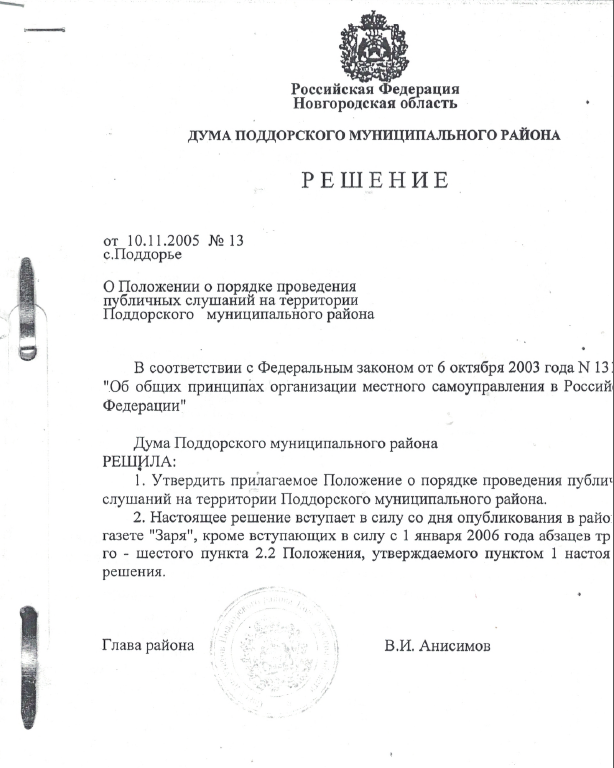 Российская Федерация
Новгородская область
ДУМА ПОДДОРСКОГО МУНИЦИПАЛЬНОГО РАЙОНА
РЕШЕНИЕ
от 10.11.2005 № 13
с.Поддорье
О Положении о порядке проведения
публичных слушаний на территории
Поддорского муниципального района
В соответствии с Федеральным законом от 6 октября 2003 года N 131
"Об общих принципах организации местного самоуправления в Россий
Федерации"
Дума Поддорского муниципального района
РЕШИЛА:
1. Утвердить прилагаемое Положение о порядке проведения публич
слушаний на территории Поддорского муниципального района.
2. Настоящее решение вступает в силу со дня опубликования в райо
газете "Заря", кроме вступающих в силу с 1 января 2006 года абзацев тр
го - шестого пункта 2.2 Положения, утверждаемого пунктом 1 настоя
решения.
Глава района В.И. Анисимов